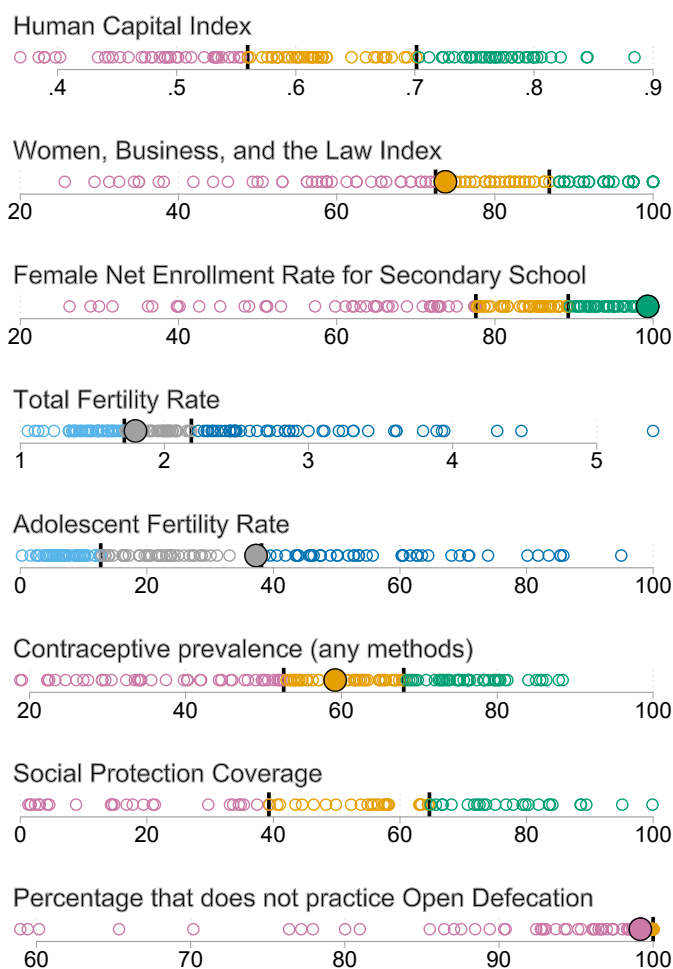 Human Capital Index
.4 .5 .6 .7 .8 .9
Women, Business, and the Law Index
20 40 60 80 100
Female Net Enrollment Rate for Secondary School
20 40 60 80 100
Total Fertility Rate
1 2 3 4 5
Adolescent Fertility Rate
0 20 40 60 80 100
Contraceptive prevalence (any methods)
20 40 60 80 100
Social Protection Coverage
0 20 40 60 80 100
Percentage that does not practice Open Defecation
60 70 80 90 100